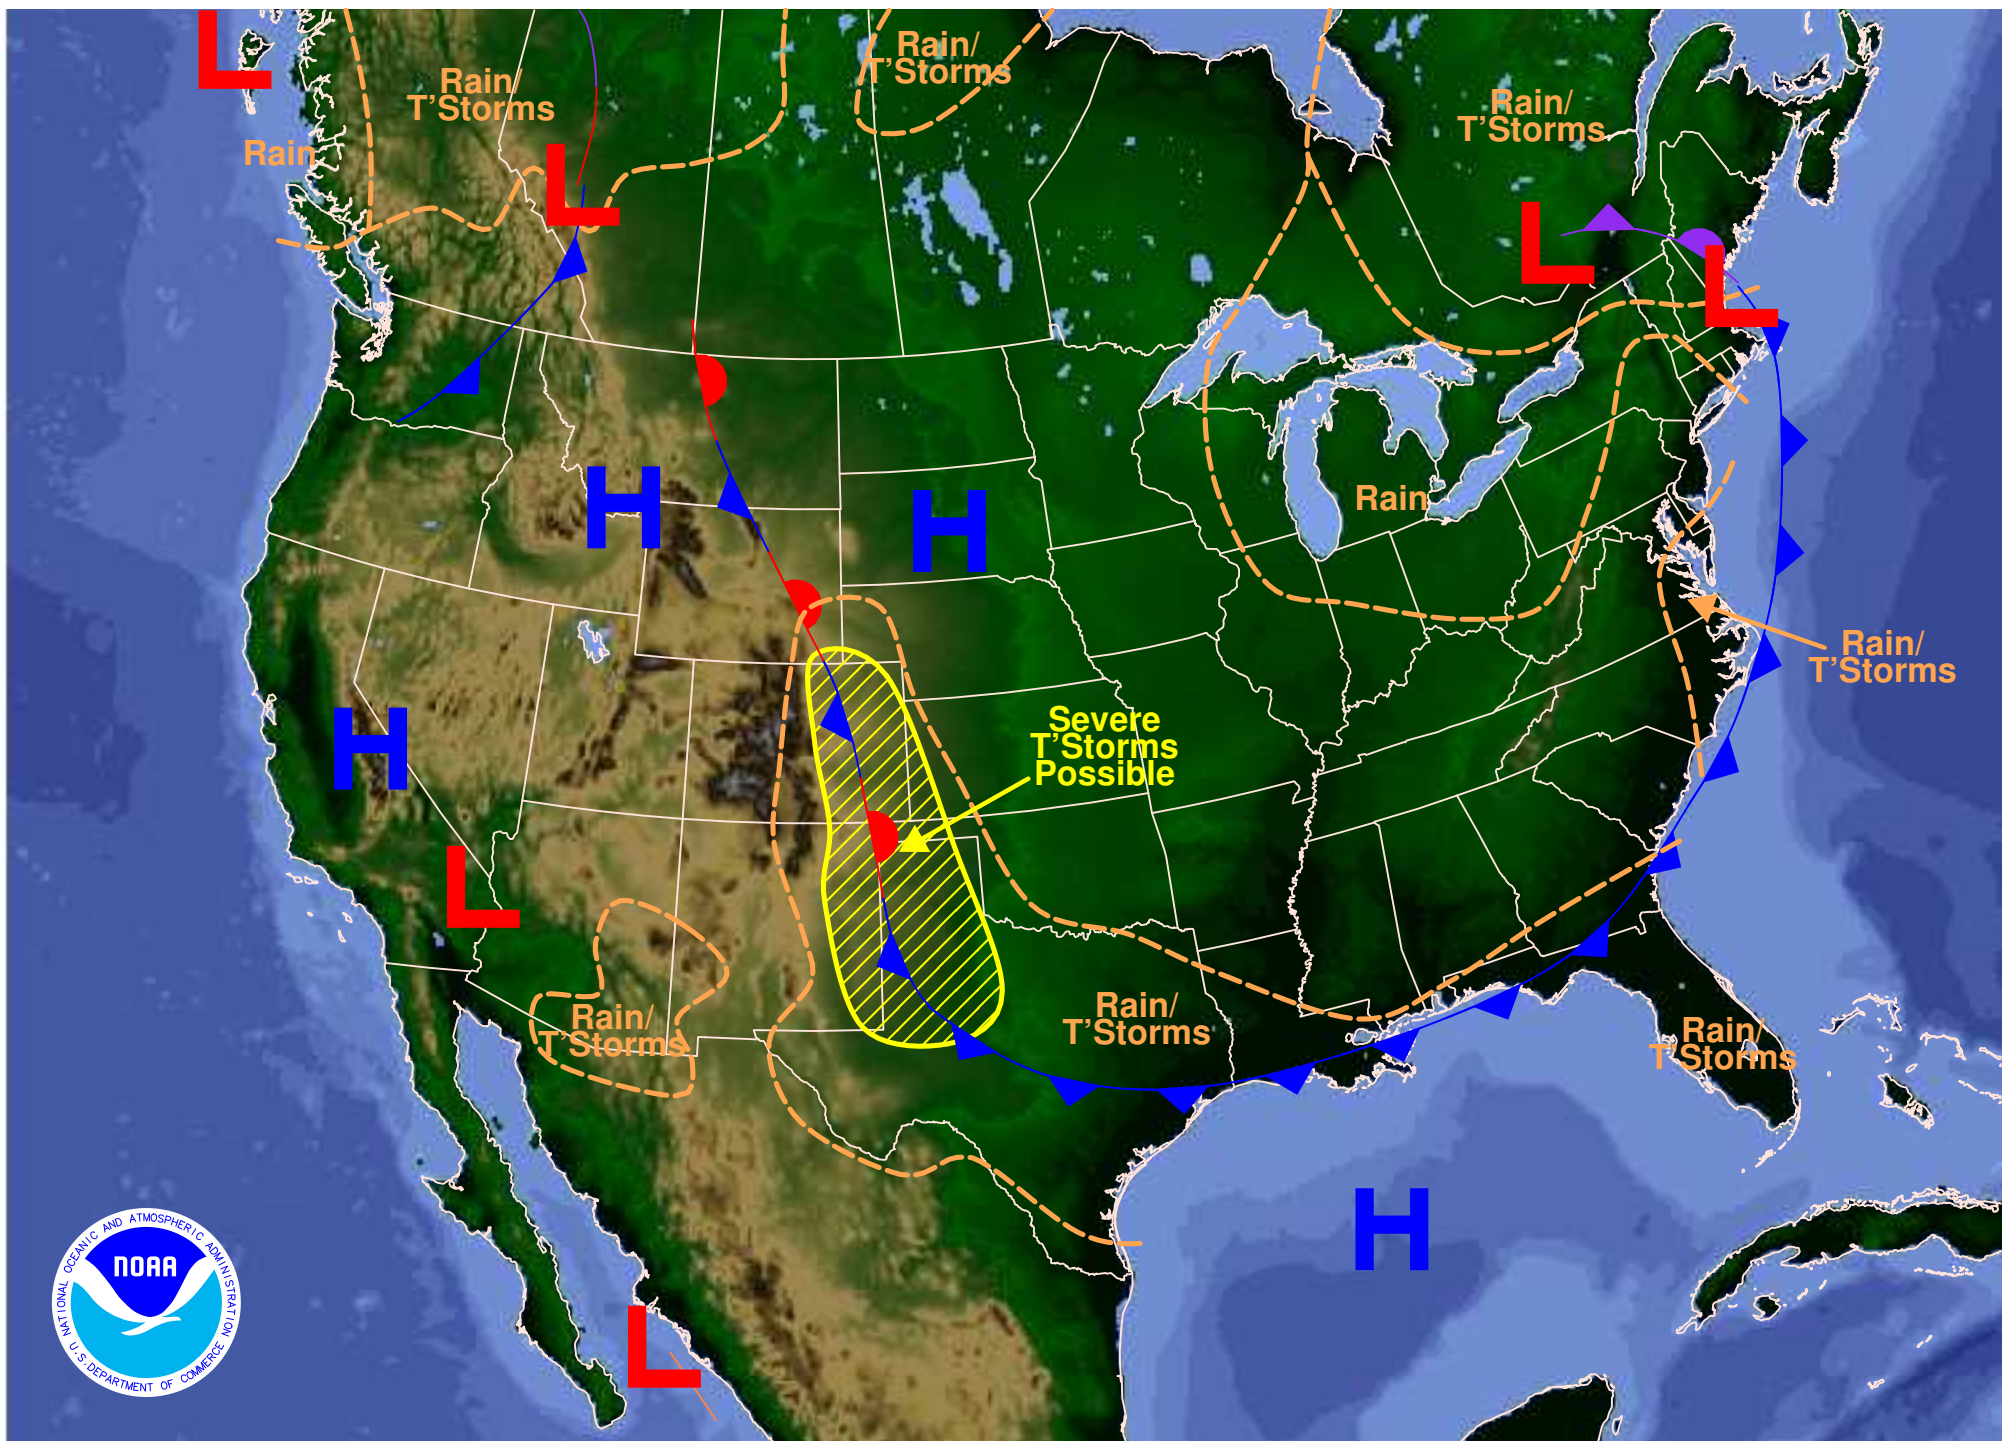 L
Rain/
T'Storms
Rain/
T'Storms
Rain/
T'Storms
Rain
L
L
L
H
H
Rain
Rain/
T'Storms
H
Severe
T'Storms
Possible
L
Rain/
T'Storms
Rain/
T'Storms
Rain/
T'Storms
H
L
NATIONAL OCEANIC AND ATMOSPHERIC ADMINISTRATION
NOAA
U.S. DEPARTMENT OF COMMERCE